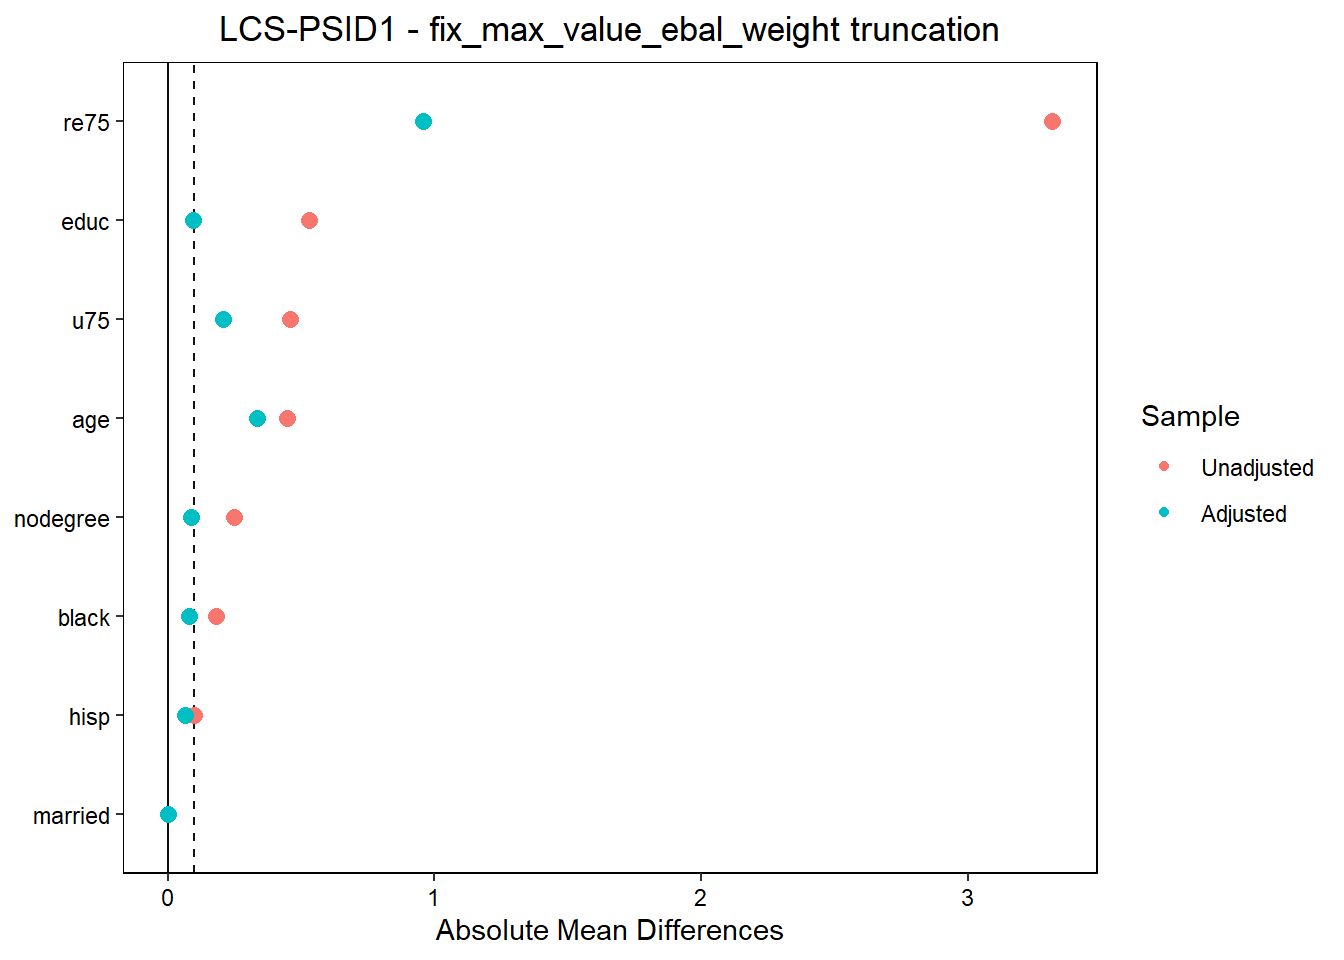 LCS-PSID1 - fix_max_value_ebal_weight truncation
re75
educ
u75
age
nodegree
black
hisp
married
0 1 2 3
Absolute Mean Differences
Sample
Unadjusted
Adjusted